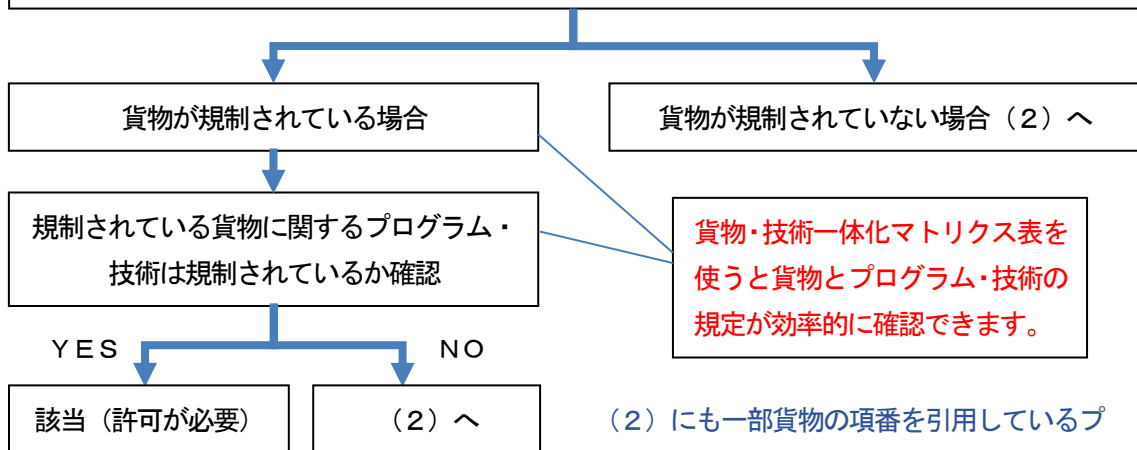 貨物が規制されている場合
貨物が規制されていない場合（２）へ
規制されている貨物に関するプログラム・
技術は規制されているか確認
貨物・技術一体化マトリクス表を
使うと貨物とプログラム・技術の
規定が効率的に確認できます。
ＹＥＳ
ＮＯ
該当（許可が必要）
（２）へ
（２）にも一部貨物の項番を引用しているプ